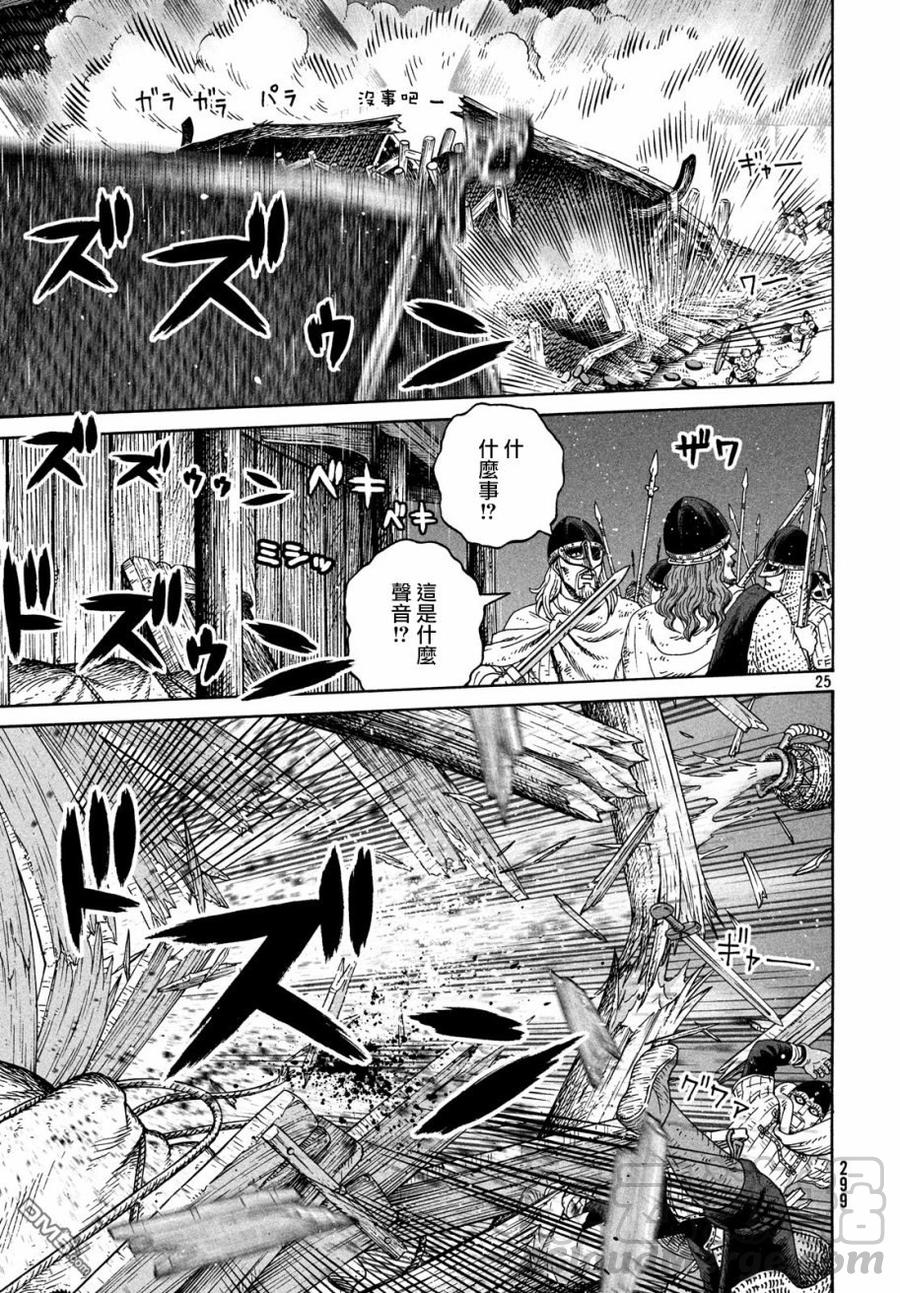 ギャー
ワー
没事吧ー
ガラ ガラ パラ
ズズゥン
ザワ
什
什麼事!?
這是什麼
聲音!?
ベキ
ベキ
ミシッ
ズズゥン
ドズゥン
25
ギャー
グワァ
ドズン
299